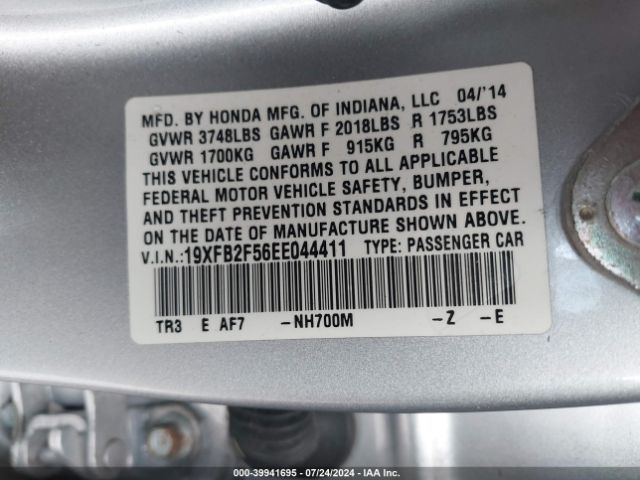 MFD. BY HONDA MFG. OF INDIANA, LLC 04/'14
GVWR 3748LBS GAWR F 2018LBS R 1753LBS
GVWR 1700KG GAWR F 915KG R 795KG
THIS VEHICLE CONFORMS TO ALL APPLICABLE
FEDERAL MOTOR VEHICLE SAFETY, BUMPER,
AND THEFT PREVENTION STANDARDS IN EFFECT
ON THE DATE OF MANUFACTURE SHOWN ABOVE.
V.I.N.:19XFB2F56EE044411 TYPE: PASSENGER CAR
TR3 E AF7 -NH700M -Z -E
000-39941695 - 07/24/2024 - IAA Inc.